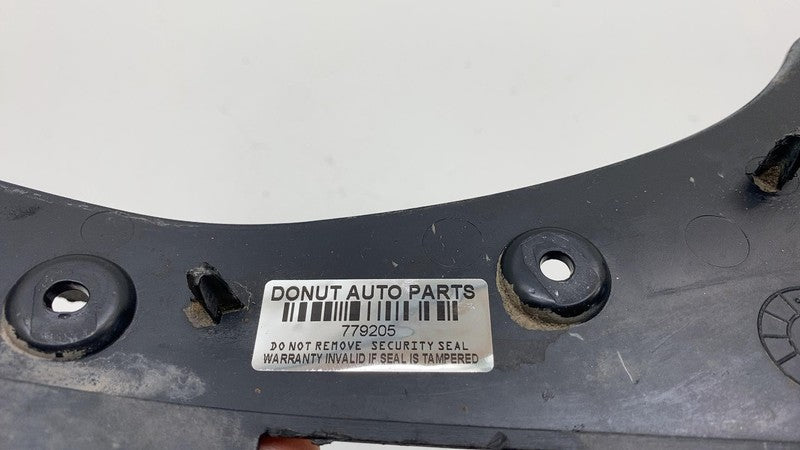 DONUT AUTO PARTS
779205
DO NOT REMOVE SECURITY SEAL
WARRANTY INVALID IF SEAL IS TAMPERED